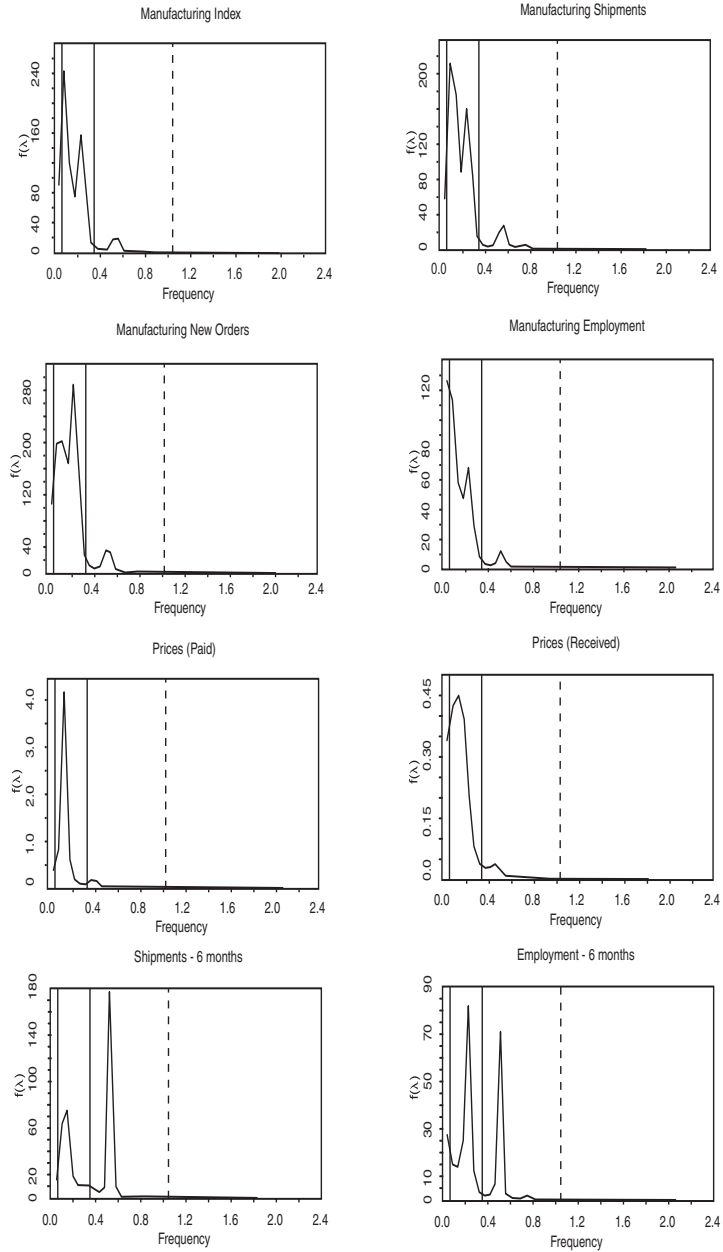 Manufacturing Index
Manufacturing Shipments
f(λ)
0 40 80 160 240
0.0 0.4 0.8 1.2 1.6 2.0 2.4
Frequency
f(λ)
0 40 80 120 200
0.0 0.4 0.8 1.2 1.6 2.0 2.4
Frequency
Manufacturing New Orders
Manufacturing Employment
f(λ)
0 40 120 200 280
0.0 0.4 0.8 1.2 1.6 2.0 2.4
Frequency
f(λ)
0 20 40 60 80 120
0.0 0.4 0.8 1.2 1.6 2.0 2.4
Frequency
Prices (Paid)
Prices (Received)
f(λ)
0 1.0 2.0 3.0 4.0
0.0 0.4 0.8 1.2 1.6 2.0 2.4
Frequency
f(λ)
0.0 0.15 0.30 0.45
0.0 0.4 0.8 1.2 1.6 2.0 2.4
Frequency
Shipments - 6 months
Employment - 6 months
f(λ)
0 20 60 100 140 180
0.0 0.4 0.8 1.2 1.6 2.0 2.4
Frequency
f(λ)
0 10 30 50 70 90
0.0 0.4 0.8 1.2 1.6 2.0 2.4
Frequency